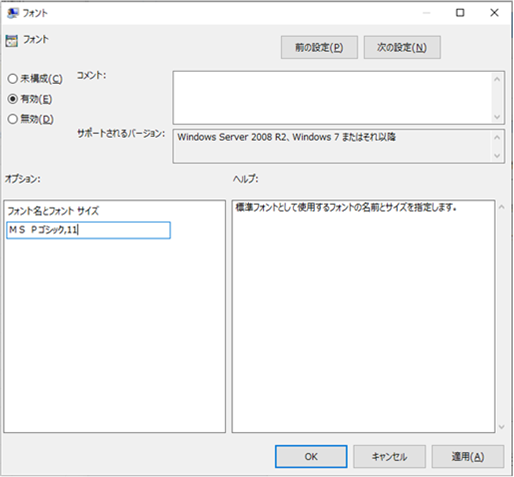 フォント
フォント
前の設定(P)
次の設定(N)
未構成(C)
コメント:
有効(E)
無効(D)
サポートされるバージョン:
Windows Server 2008 R2、Windows 7 またはそれ以降
オプション:
ヘルプ:
フォント名とフォント サイズ
標準フォントとして使用するフォントの名前とサイズを指定します。
ＭＳ Ｐゴシック,11
OK
キャンセル
適用(A)